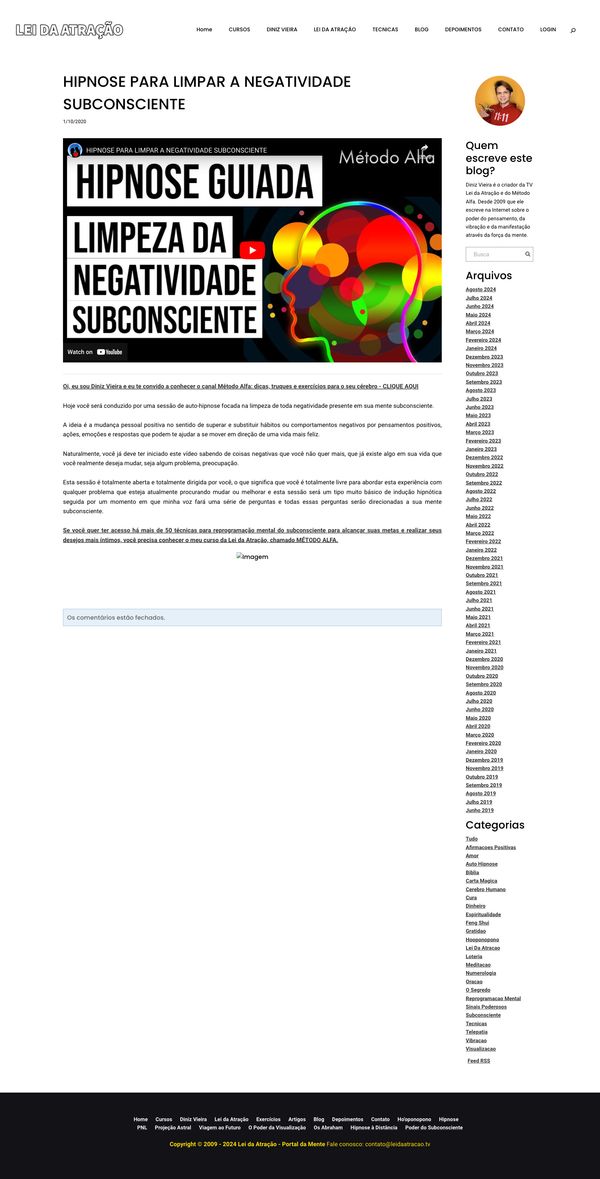 LEI DA ATRAÇÃO
Home CURSOS DINIZ VIEIRA LEI DA ATRAÇÃO TECNICAS BLOG DEPOIMENTOS CONTATO LOGIN
HIPNOSE PARA LIMPAR A NEGATIVIDADE
SUBCONSCIENTE
1/10/2020
HIPNOSE PARA LIMPAR A NEGATIVIDADE SUBCONSCIENTE
Método Alfa
HIPNOSE GUIADA
LIMPEZA DA
NEGATIVIDADE
SUBCONSCIENTE
Watch on YouTube
Oi, eu sou Diniz Vieira e eu te convido a conhecer o canal Método Alfa: dicas, truques e exercícios para o seu cérebro - CLIQUE AQUI
Hoje você será conduzido por uma sessão de auto-hipnose focada na limpeza de toda negatividade presente em sua mente subconsciente.
A ideia é a mudança pessoal positiva no sentido de superar e substituir hábitos ou comportamentos negativos por pensamentos positivos,
ações, emoções e respostas que podem te ajudar a se mover em direção de uma vida mais feliz.
Naturalmente, você já deve ter iniciado este vídeo sabendo de coisas negativas que você não quer mais, que já existe algo em sua vida que
você realmente deseja mudar, seja algum problema, preocupação.
Esta sessão é totalmente aberta e totalmente dirigida por você, o que significa que você é totalmente livre para abordar esta experiência com
qualquer problema que esteja atualmente procurando mudar ou melhorar e esta sessão será um tipo muito básico de indução hipnótica
seguida por um momento em que minha voz fará uma série de perguntas e todas essas perguntas serão direcionadas a sua mente
subconsciente.
Se você quer ter acesso há mais de 50 técnicas para reprogramação mental do subconsciente para alcançar suas metas e realizar seus
desejos mais íntimos, você precisa conhecer o meu curso da Lei da Atração, chamado MÉTODO ALFA.
imagem
Os comentários estão fechados.
11:11
Quem
escreve este
blog?
Diniz Vieira é o criador da TV
Lei da Atração e do Método
Alfa. Desde 2009 que ele
escreve na Internet sobre o
poder do pensamento, da
vibração e da manifestação
através da força da mente.
Busca
Arquivos
Agosto 2024
Julho 2024
Junho 2024
Maio 2024
Abril 2024
Março 2024
Fevereiro 2024
Janeiro 2024
Dezembro 2023
Novembro 2023
Outubro 2023
Setembro 2023
Agosto 2023
Julho 2023
Junho 2023
Maio 2023
Abril 2023
Março 2023
Fevereiro 2023
Janeiro 2023
Dezembro 2022
Novembro 2022
Outubro 2022
Setembro 2022
Agosto 2022
Julho 2022
Junho 2022
Maio 2022
Abril 2022
Março 2022
Fevereiro 2022
Janeiro 2022
Dezembro 2021
Novembro 2021
Outubro 2021
Setembro 2021
Agosto 2021
Julho 2021
Junho 2021
Maio 2021
Abril 2021
Março 2021
Fevereiro 2021
Janeiro 2021
Dezembro 2020
Novembro 2020
Outubro 2020
Setembro 2020
Agosto 2020
Julho 2020
Junho 2020
Maio 2020
Abril 2020
Março 2020
Fevereiro 2020
Janeiro 2020
Dezembro 2019
Novembro 2019
Outubro 2019
Setembro 2019
Agosto 2019
Julho 2019
Junho 2019
Categorias
Tudo
Afirmacoes Positivas
Amor
Auto Hipnose
Biblia
Carta Magica
Cerebro Humano
Cura
Dinheiro
Espiritualidade
Feng Shui
Gratidao
Hooponopono
Lei Da Atracao
Loteria
Meditacao
Numerologia
Oracao
O Segredo
Reprogramacao Mental
Sinais Poderosos
Subconsciente
Tecnicas
Telepatia
Vibracao
Visualizacao
Feed RSS
Home Cursos Diniz Vieira Lei da Atração Exercícios Artigos Blog Depoimentos Contato Ho'oponopono Hipnose
PNL Projeção Astral Viagem ao Futuro O Poder da Visualização Os Abraham Hipnose à Distância Poder do Subconsciente
Copyright © 2009 - 2024 Lei da Atração - Portal da Mente Fale conosco: contato@leidaatracao.tv